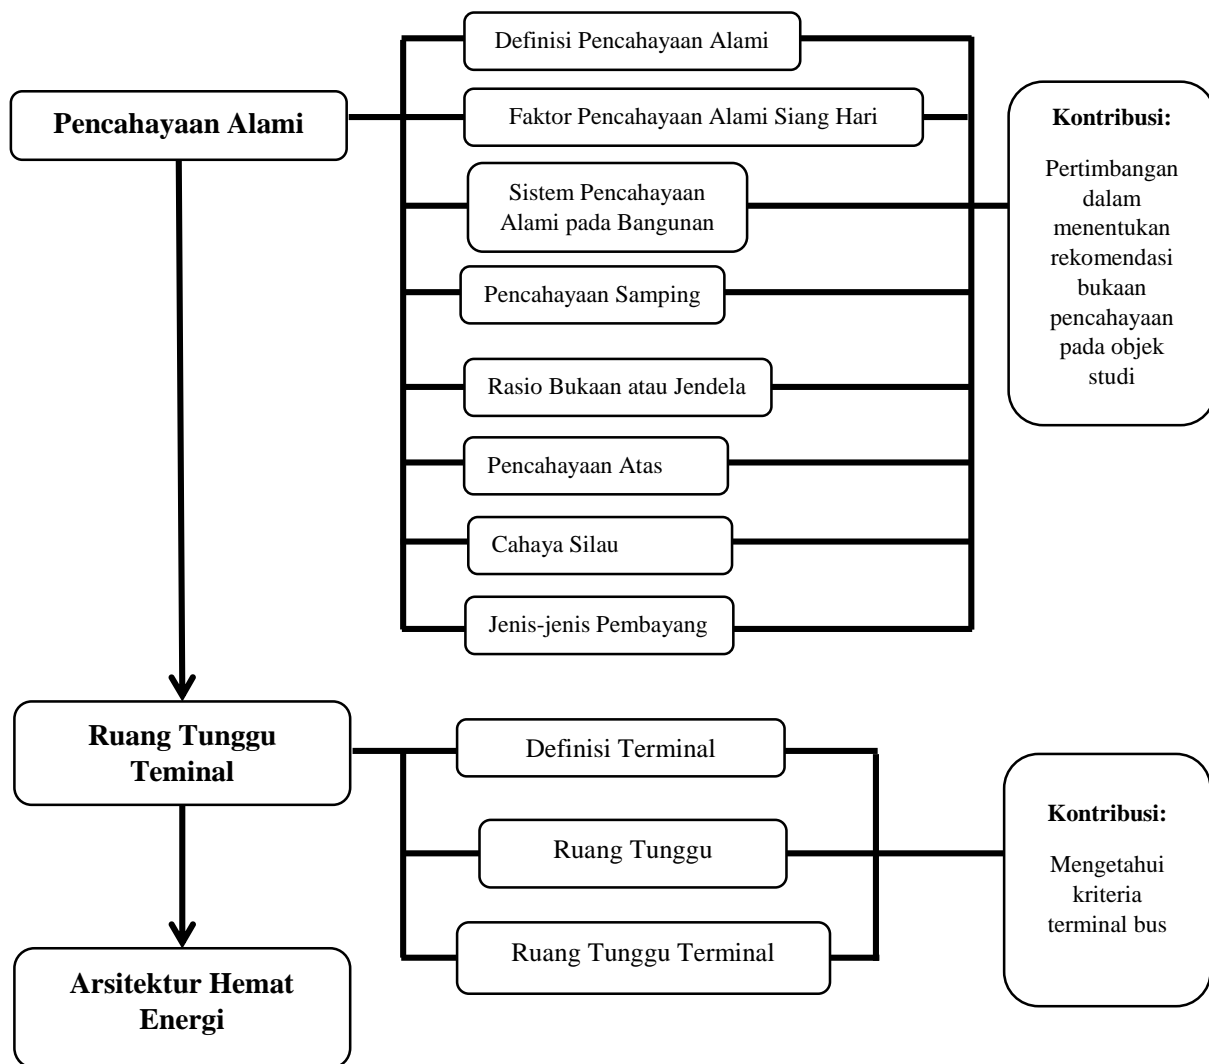 Pencahayaan Alami
Definisi Pencahayaan Alami
Faktor Pencahayaan Alami Siang Hari
Sistem Pencahayaan
Alami pada Bangunan
Pencahayaan Samping
Rasio Bukaan atau Jendela
Pencahayaan Atas
Cahaya Silau
Jenis-jenis Pembayang
Kontribusi:
Pertimbangan
dalam
menentukan
rekomendasi
bukaan
pencahayaan
pada objek
studi
Ruang Tunggu
Teminal
Definisi Terminal
Ruang Tunggu
Ruang Tunggu Terminal
Kontribusi:
Mengetahui
kriteria
terminal bus
Arsitektur Hemat
Energi